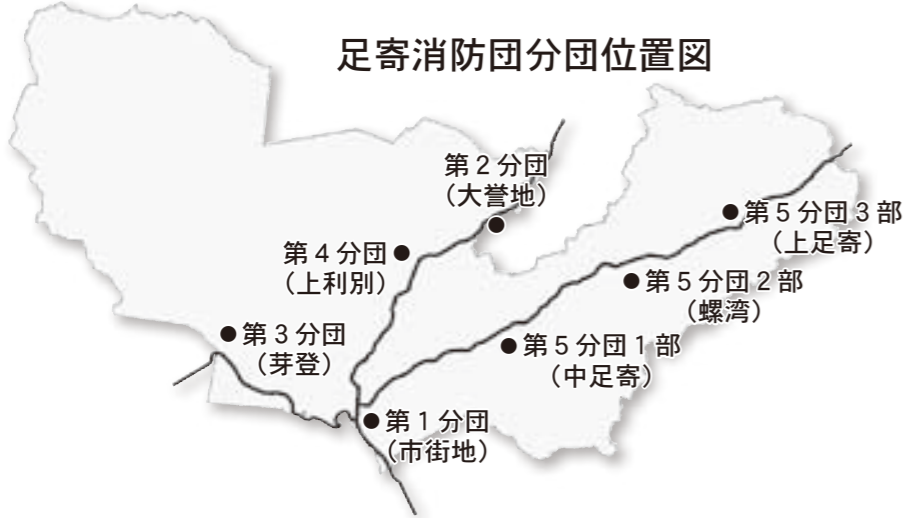 足寄消防団分団位置図
第２分団
（大誉地）
第５分団３部
（上足寄）
第４分団
（上利別）
第５分団２部
（螺湾）
第３分団
（芽登）
第５分団１部
（中足寄）
第１分団
（市街地）